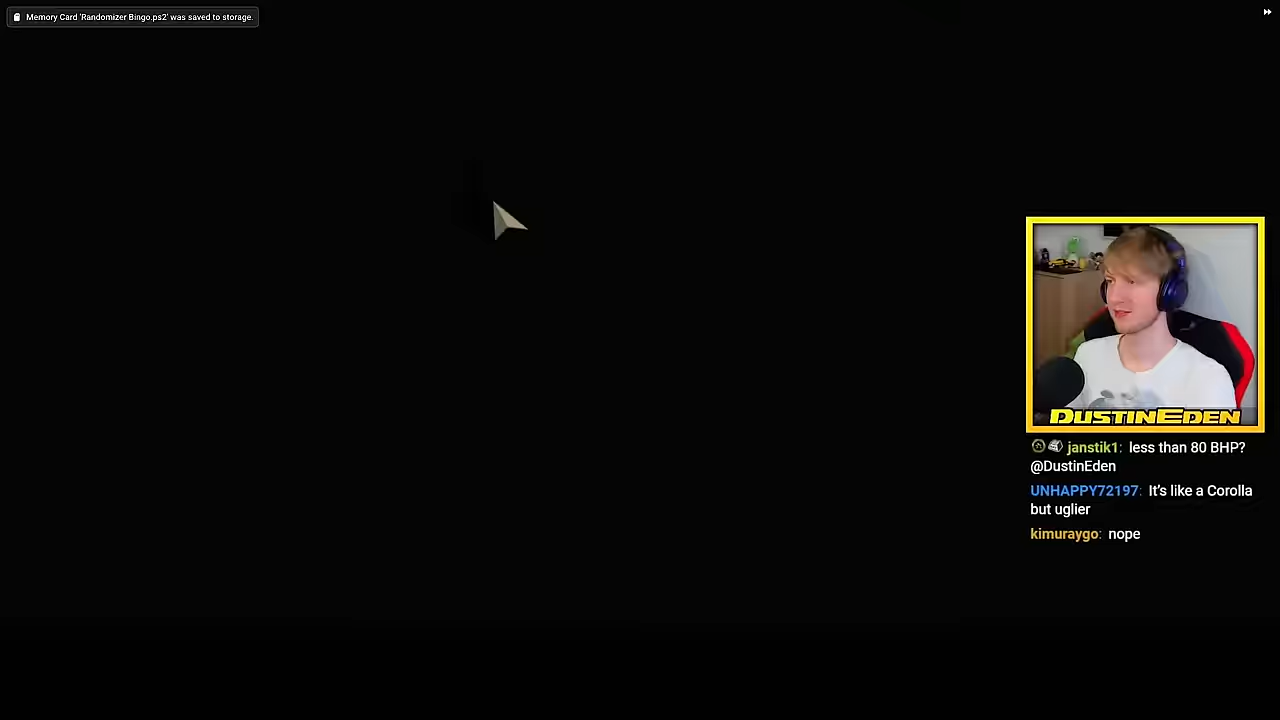 Memory Card 'Randomizer Bingo.ps2' was saved to storage.
DUSTINEDEN
janstik1: less than 80 BHP?
@DustinEden
UNHAPPY72197: It's like a Corolla
but uglier
kimuraygo: nope